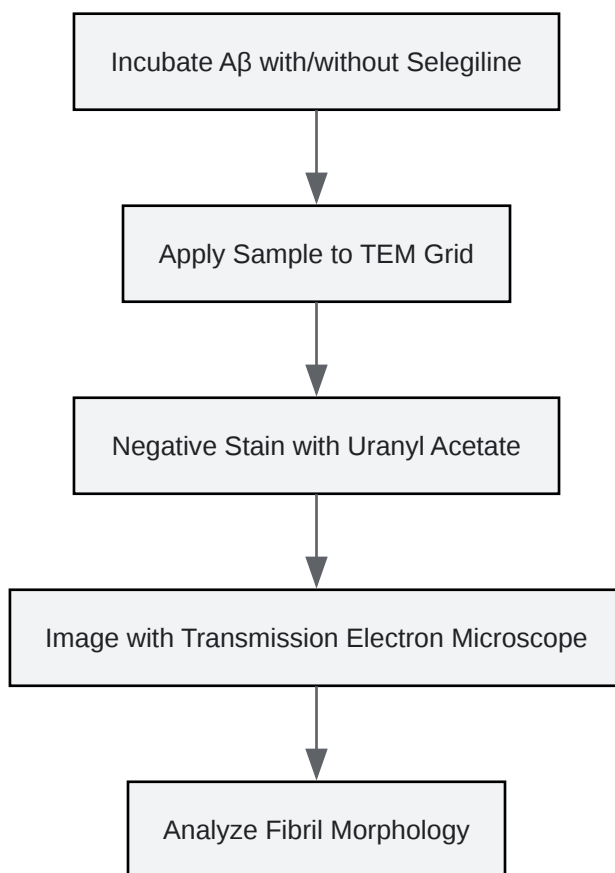 Incubate Aβ with/without Selegiline
Apply Sample to TEM Grid
Negative Stain with Uranyl Acetate
Image with Transmission Electron Microscope
Analyze Fibril Morphology